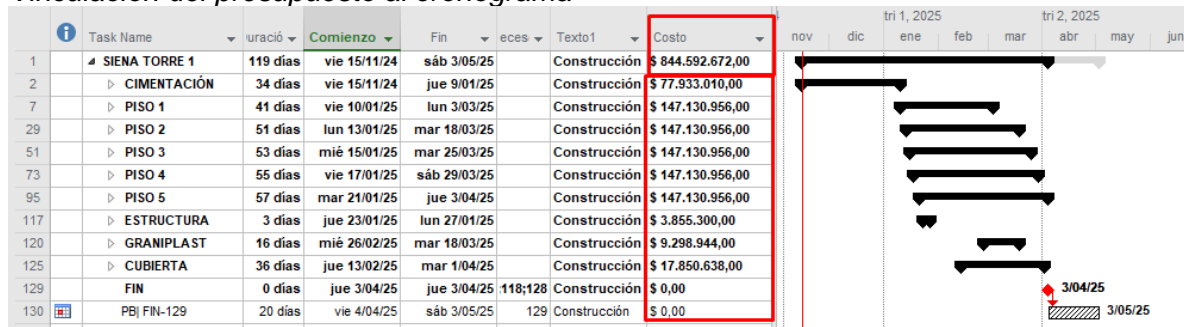 Vinculación del presupuesto al cronograma
tri 1, 2025 tri 2, 2025
Task Name uració Comienzo Fin eces Texto1 Costo nov dic ene feb mar abr may jun
1 SIENA TORRE 1 119 días vie 15/11/24 sáb 3/05/25 Construcción $ 844.592.672,00
2 CIMENTACIÓN 34 días vie 15/11/24 jue 9/01/25 Construcción $ 77.933.010,00
7 PISO 1 41 días vie 10/01/25 lun 3/03/25 Construcción $ 147.130.956,00
29 PISO 2 51 días lun 13/01/25 mar 18/03/25 Construcción $ 147.130.956,00
51 PISO 3 53 días mié 15/01/25 mar 25/03/25 Construcción $ 147.130.956,00
73 PISO 4 55 días vie 17/01/25 sáb 29/03/25 Construcción $ 147.130.956,00
95 PISO 5 57 días mar 21/01/25 jue 3/04/25 Construcción $ 147.130.956,00
117 ESTRUCTURA 3 días jue 23/01/25 lun 27/01/25 Construcción $ 3.855.300,00
120 GRANIPLAST 16 días mié 26/02/25 mar 18/03/25 Construcción $ 9.298.944,00
125 CUBIERTA 36 días jue 13/02/25 mar 1/04/25 Construcción $ 17.850.638,00
129 FIN 0 días jue 3/04/25 jue 3/04/25 :118;128 Construcción $ 0,00 3/04/25
130 PB| FIN-129 20 días vie 4/04/25 sáb 3/05/25 129 Construcción $ 0,00 3/05/25